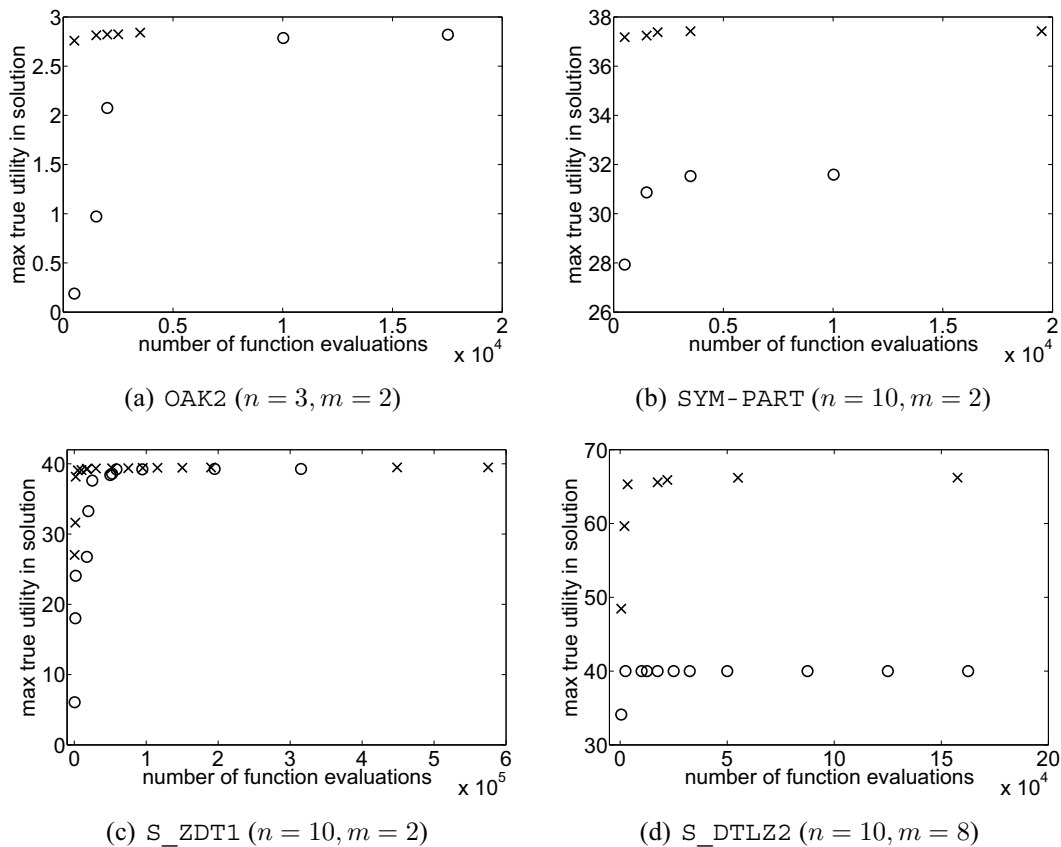 max true utility in solution
3
2.5
2
1.5
1
0.5
0
0 0.5 1 1.5 2
number of function evaluations
x 10^4
(a) OAK2 (n = 3, m = 2)
max true utility in solution
38
36
34
32
30
28
26
0 0.5 1 1.5 2
number of function evaluations
x 10^4
(b) SYM-PART (n = 10, m = 2)
max true utility in solution
40
30
20
10
0
0 1 2 3 4 5 6
number of function evaluations
x 10^5
(c) S_ZDT1 (n = 10, m = 2)
max true utility in solution
70
60
50
40
30
0 5 10 15 20
number of function evaluations
x 10^4
(d) S_DTLZ2 (n = 10, m = 8)